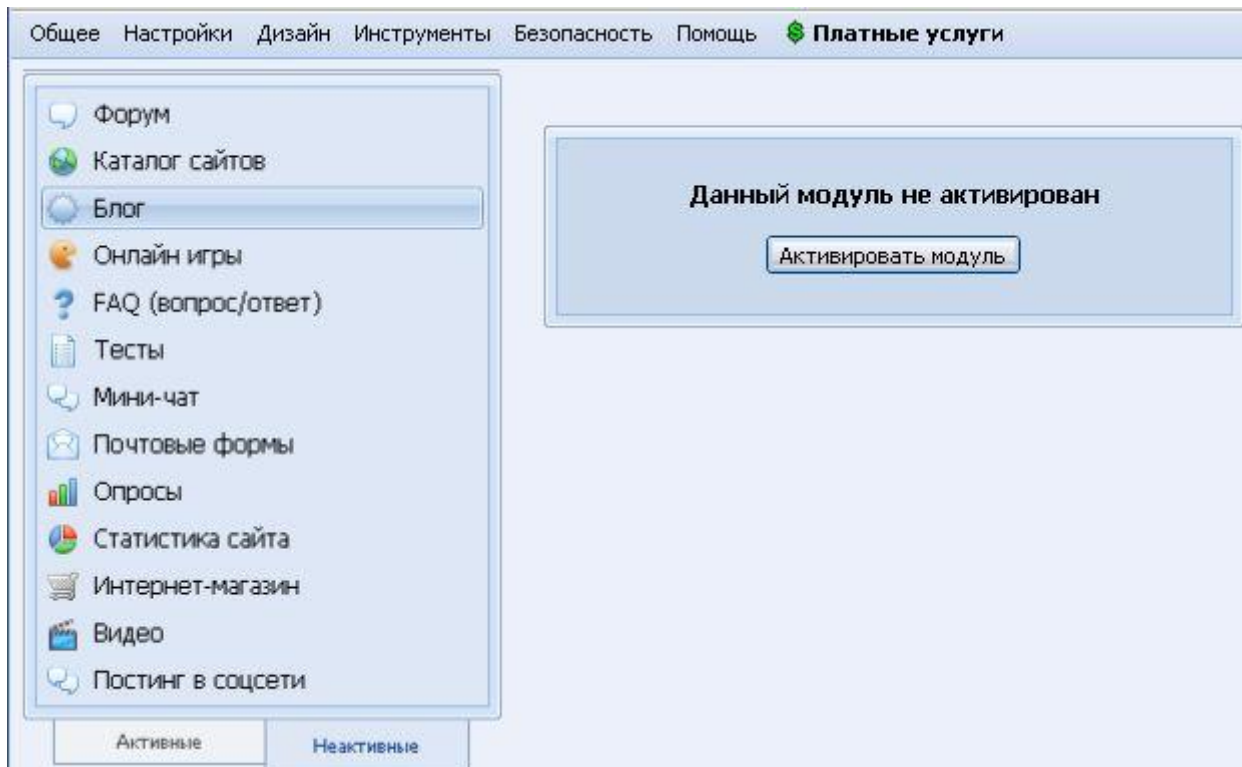 Общее Настройки Дизайн Инструменты Безопасность Помощь Платные услуги
Форум
Каталог сайтов
Блог
Онлайн игры
FAQ (вопрос/ответ)
Тесты
Мини-чат
Почтовые формы
Опросы
Статистика сайта
Интернет-магазин
Видео
Постинг в соцсети
Активные Неактивные
Данный модуль не активирован
Активировать модуль